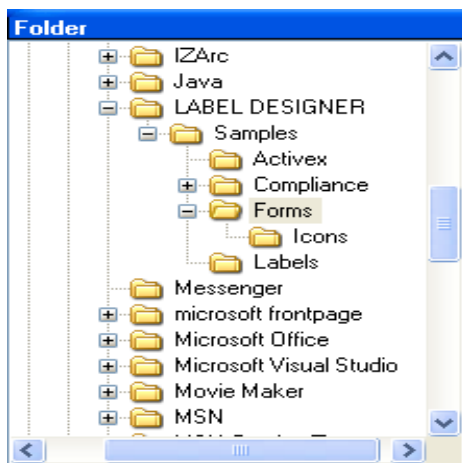 Folder
IZArc
Java
LABEL DESIGNER
Samples
Activex
Compliance
Forms
Icons
Labels
Messenger
microsoft frontpage
Microsoft Office
Microsoft Visual Studio
Movie Maker
MSN